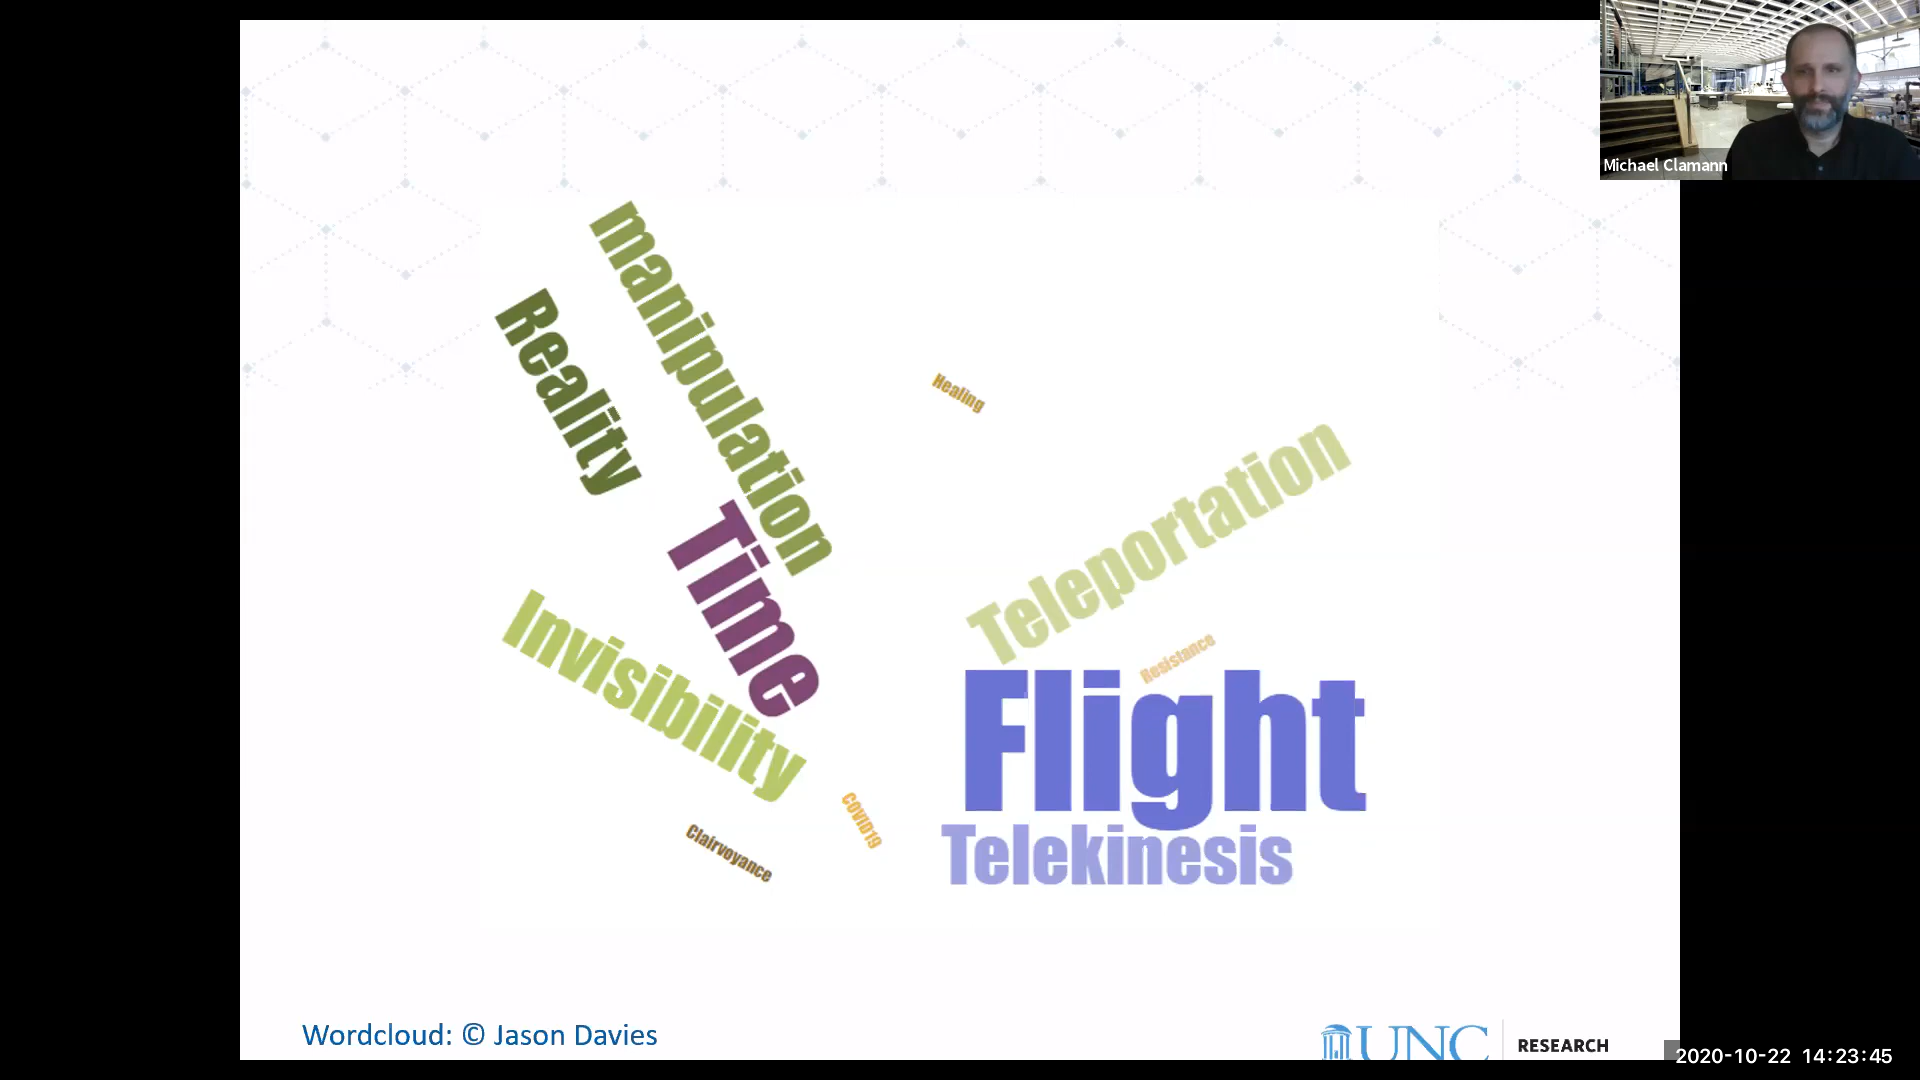 Michael Clamann
manipulation
Reality
Healing
Time
Teleportation
Invisibility
Resistance
Flight
COVID19
Clairvoyance
Telekinesis
Wordcloud: © Jason Davies
UNC
RESEARCH
2020-10-22 14:23:45